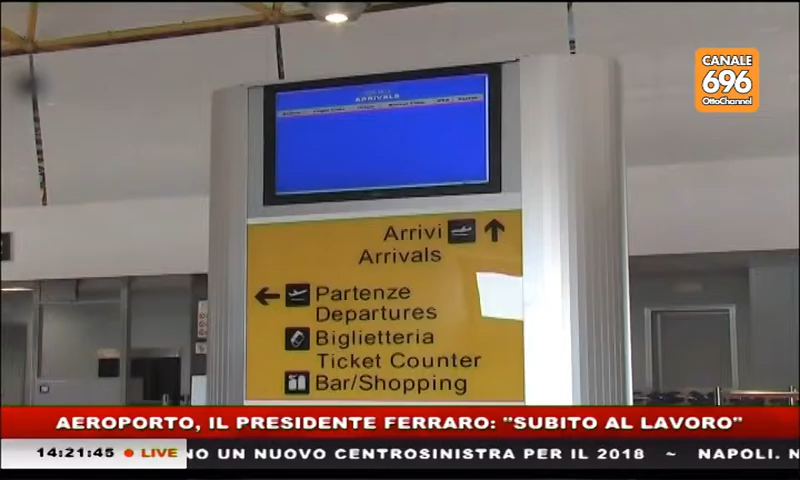 CANALE
696
OttoChannel
ARRIVALS
Arrivi
Arrivals
Partenze
Departures
Biglietteria
Ticket Counter
Bar/Shopping
AEROPORTO, IL PRESIDENTE FERRARO: "SUBITO AL LAVORO"
14:21:45 LIVE NO UN NUOVO CENTROSINISTRA PER IL 2018 ~ NAPOLI. N